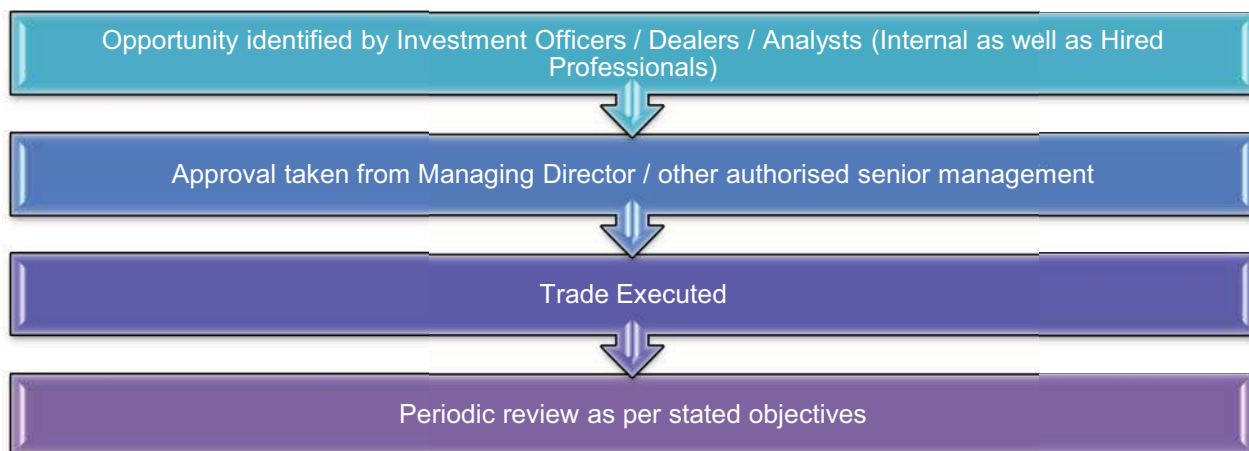 Opportunity identified by Investment Officers / Dealers / Analysts (Internal as well as Hired
Professionals)
Approval taken from Managing Director / other authorised senior management
Trade Executed
Periodic review as per stated objectives